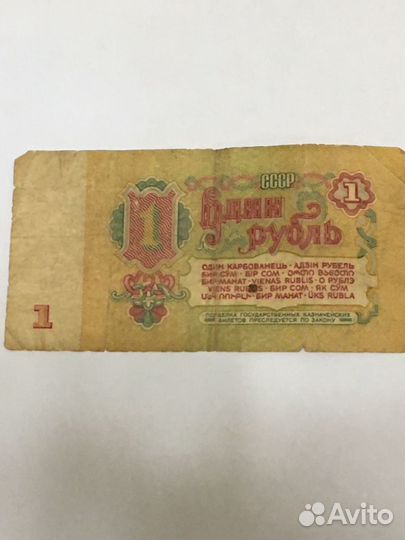 СССР
1
1
Один
рубль
ОДИН КАРБОВАНЕЦЬ · АДЗІН РУБЕЛЬ
БИР СЎМ · БІР СОМ · ერთი მანეთი
БИР МАНАТ · VIENAS RUBLIS · О РУБЛЭ
VIENS RUBLIS · БИР СОМ · ЯК СЎМ
ՄԵԿ ՌՈՒԲԼԻ · БИР МАНАТ · ÜKS RUBLA
1
ПОДДЕЛКА ГОСУДАРСТВЕННЫХ КАЗНАЧЕЙСКИХ
БИЛЕТОВ ПРЕСЛЕДУЕТСЯ ПО ЗАКОНУ
Avito